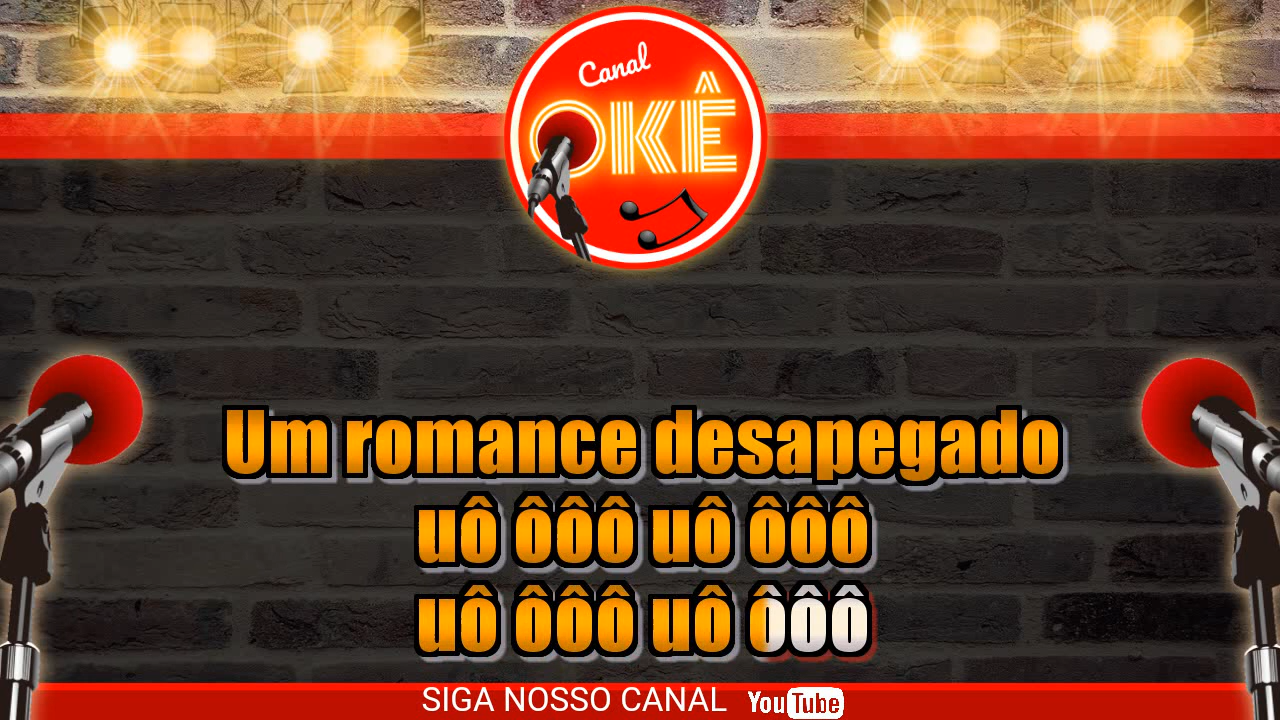 Canal
OKÊ
Um romance desapegado
uô ôôô uô ôôô
uô ôôô uô ôôô
SIGA NOSSO CANAL YouTube